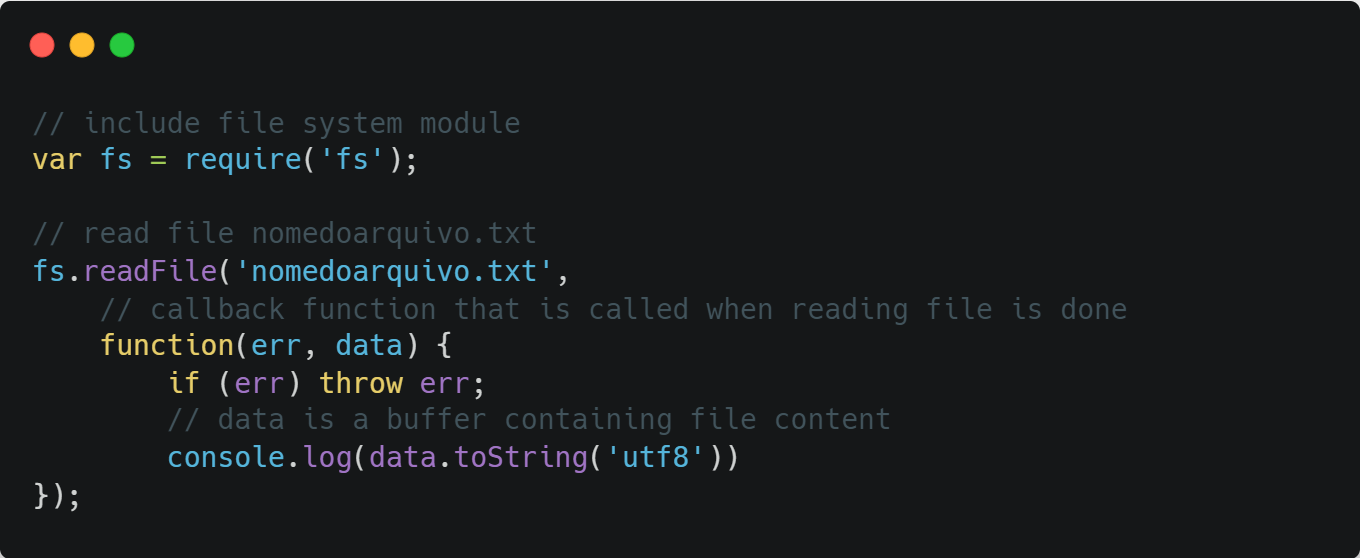 // include file system module
var fs = require('fs');
// read file nomedoarquivo.txt
fs.readFile('nomedoarquivo.txt',
// callback function that is called when reading file is done
function(err, data) {
if (err) throw err;
// data is a buffer containing file content
console.log(data.toString('utf8'))
});